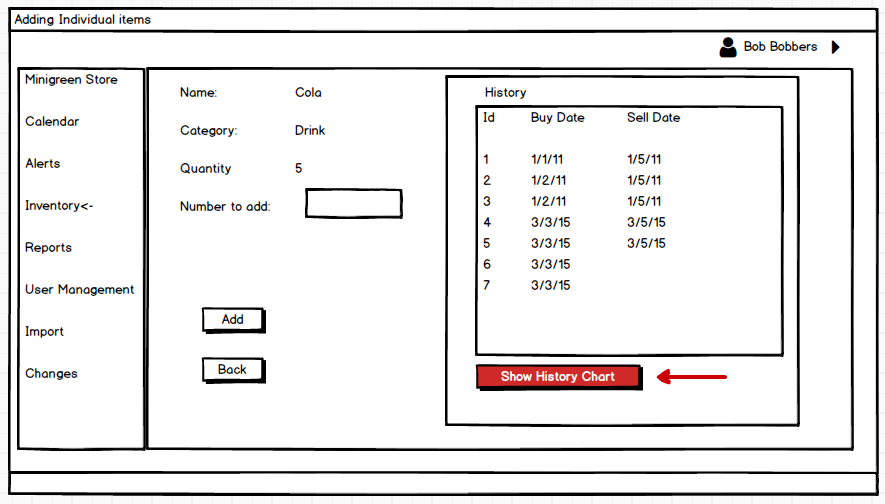 Adding Individual items
Bob Bobbers
Minigreen Store
Calendar
Alerts
Inventory<-
Reports
User Management
Import
Changes
Name: Cola
Category: Drink
Quantity 5
Number to add:
Add
Back
History
Id Buy Date Sell Date
1 1/1/11 1/5/11
2 1/2/11 1/5/11
3 1/2/11 1/5/11
4 3/3/15 3/5/15
5 3/3/15 3/5/15
6 3/3/15
7 3/3/15
Show History Chart